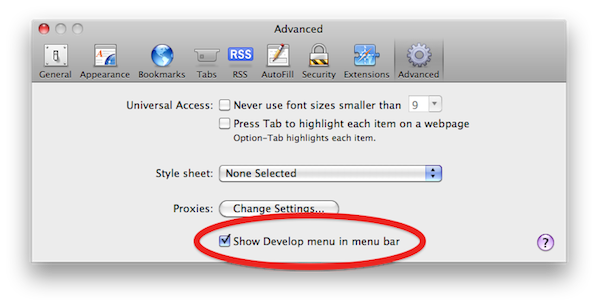 Advanced
General Appearance Bookmarks Tabs RSS RSS AutoFill Security Extensions Advanced
Universal Access: Never use font sizes smaller than 9
Press Tab to highlight each item on a webpage
Option-Tab highlights each item.
Style sheet: None Selected
Proxies: Change Settings...
Show Develop menu in menu bar ?